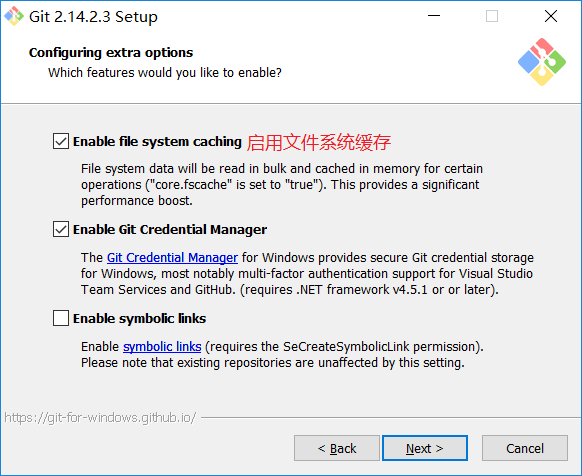 Git 2.14.2.3 Setup
Configuring extra options
Which features would you like to enable?
Enable file system caching 启用文件系统缓存
File system data will be read in bulk and cached in memory for certain
operations ("core.fscache" is set to "true"). This provides a significant
performance boost.
Enable Git Credential Manager
The Git Credential Manager for Windows provides secure Git credential storage
for Windows, most notably multi-factor authentication support for Visual Studio
Team Services and GitHub. (requires .NET framework v4.5.1 or or later).
Enable symbolic links
Enable symbolic links (requires the SeCreateSymbolicLink permission).
Please note that existing repositories are unaffected by this setting.
https://git-for-windows.github.io/
< Back Next > Cancel